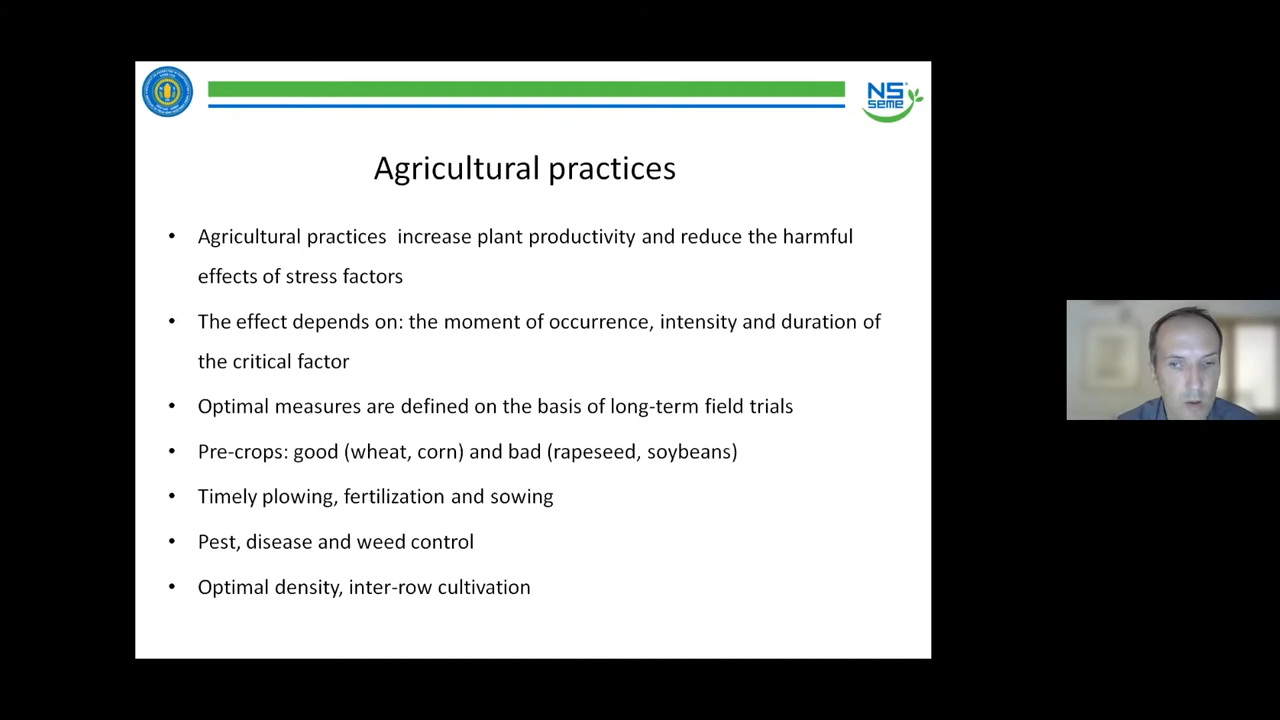 NS
seme
Agricultural practices
• Agricultural practices increase plant productivity and reduce the harmful
effects of stress factors
• The effect depends on: the moment of occurrence, intensity and duration of
the critical factor
• Optimal measures are defined on the basis of long-term field trials
• Pre-crops: good (wheat, corn) and bad (rapeseed, soybeans)
• Timely plowing, fertilization and sowing
• Pest, disease and weed control
• Optimal density, inter-row cultivation